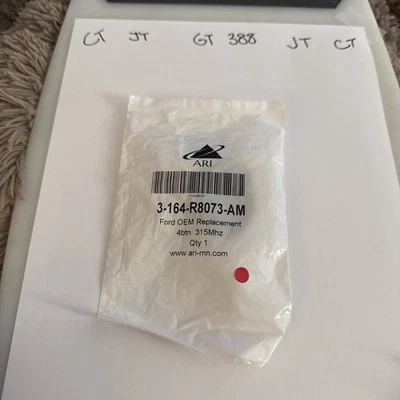 CT JT GT 388 JT CT
ARI
3-164-R8073-AM
Ford OEM Replacement
4btn 315Mhz
Qty 1
www.ari-mn.com